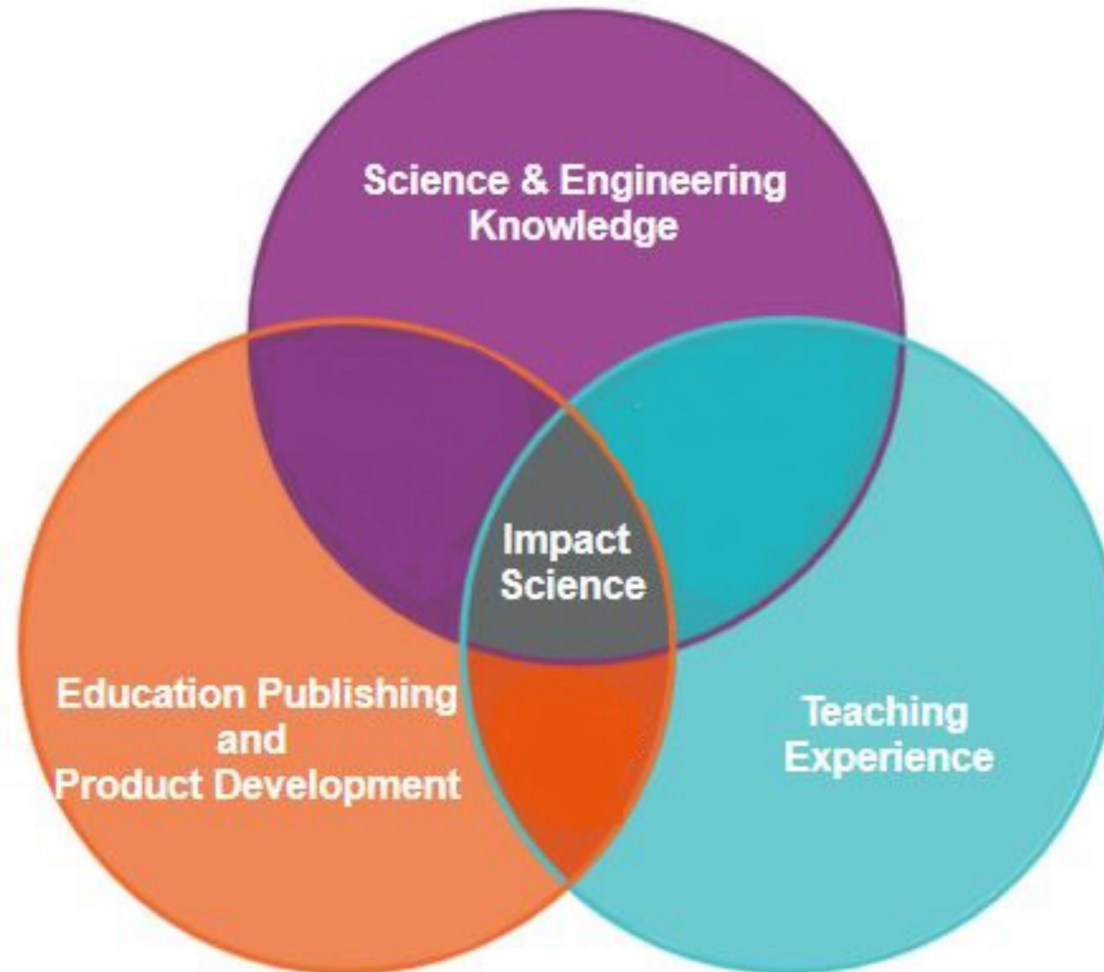 Science & Engineering
Knowledge
Impact
Science
Education Publishing
and
Product Development
Teaching
Experience